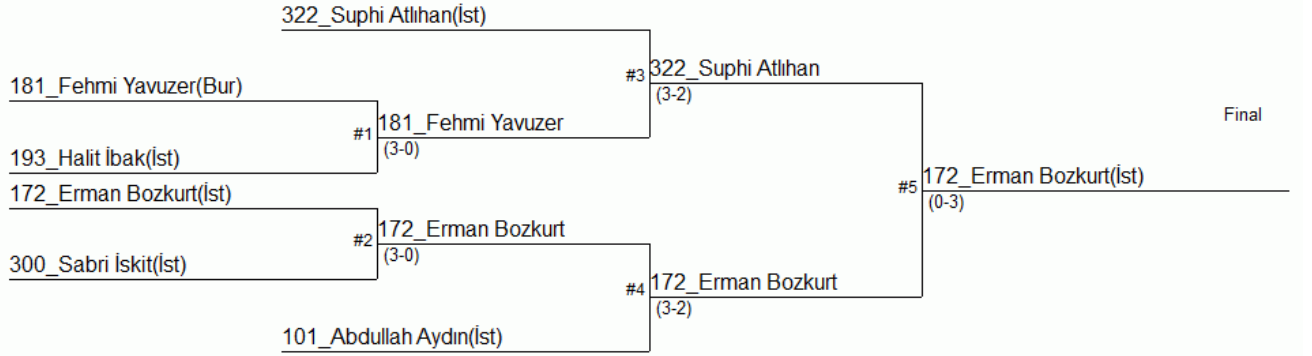 322_Suphi Atlıhan(İst)
#3
322_Suphi Atlıhan
(3-2)
181_Fehmi Yavuzer(Bur)
#1
181_Fehmi Yavuzer
(3-0)
193_Halit İbak(İst)
Final
#5
172_Erman Bozkurt(İst)
(0-3)
172_Erman Bozkurt(İst)
#2
172_Erman Bozkurt
(3-0)
300_Sabri İskit(İst)
#4
172_Erman Bozkurt
(3-2)
101_Abdullah Aydın(İst)